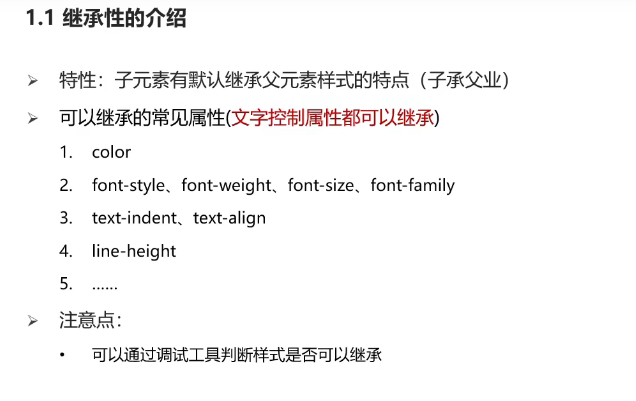 1.1 继承性的介绍
➢ 特性：子元素有默认继承父元素样式的特点（子承父业）
➢ 可以继承的常见属性(文字控制属性都可以继承)
1. color
2. font-style、font-weight、font-size、font-family
3. text-indent、text-align
4. line-height
5. ……
➢ 注意点：
• 可以通过调试工具判断样式是否可以继承